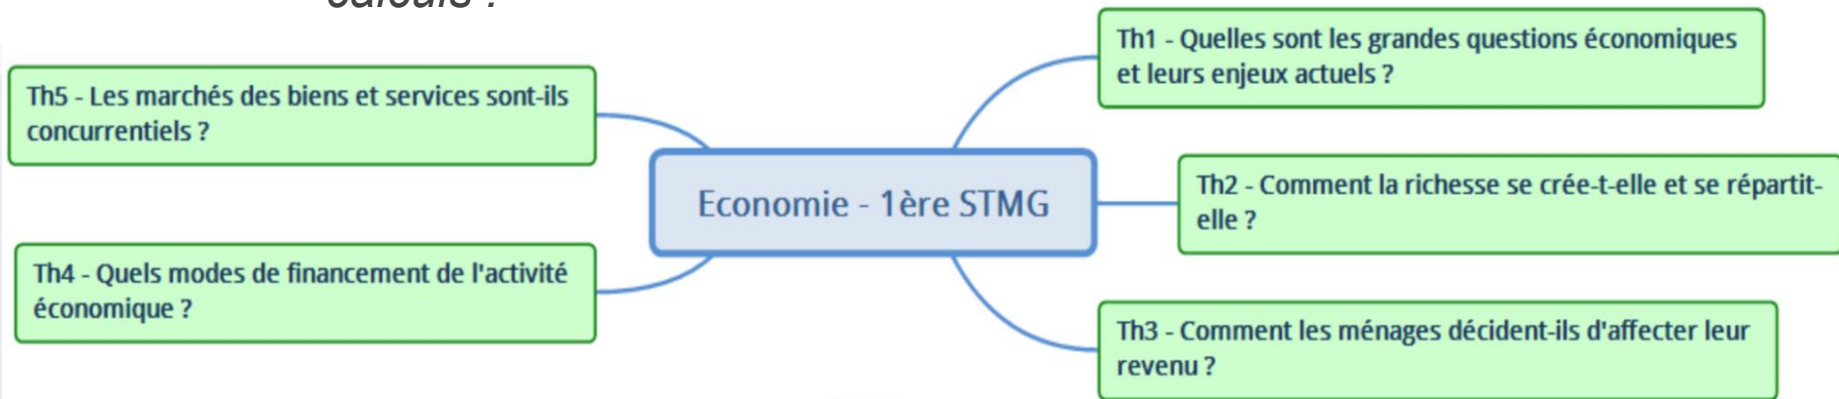 calculs ?
Th1 - Quelles sont les grandes questions économiques
et leurs enjeux actuels ?
Th2 - Comment la richesse se crée-t-elle et se répartit-
elle ?
Th3 - Comment les ménages décident-ils d'affecter leur
revenu ?
Th4 - Quels modes de financement de l'activité
économique ?
Th5 - Les marchés des biens et services sont-ils
concurrentiels ?
Economie - 1ère STMG